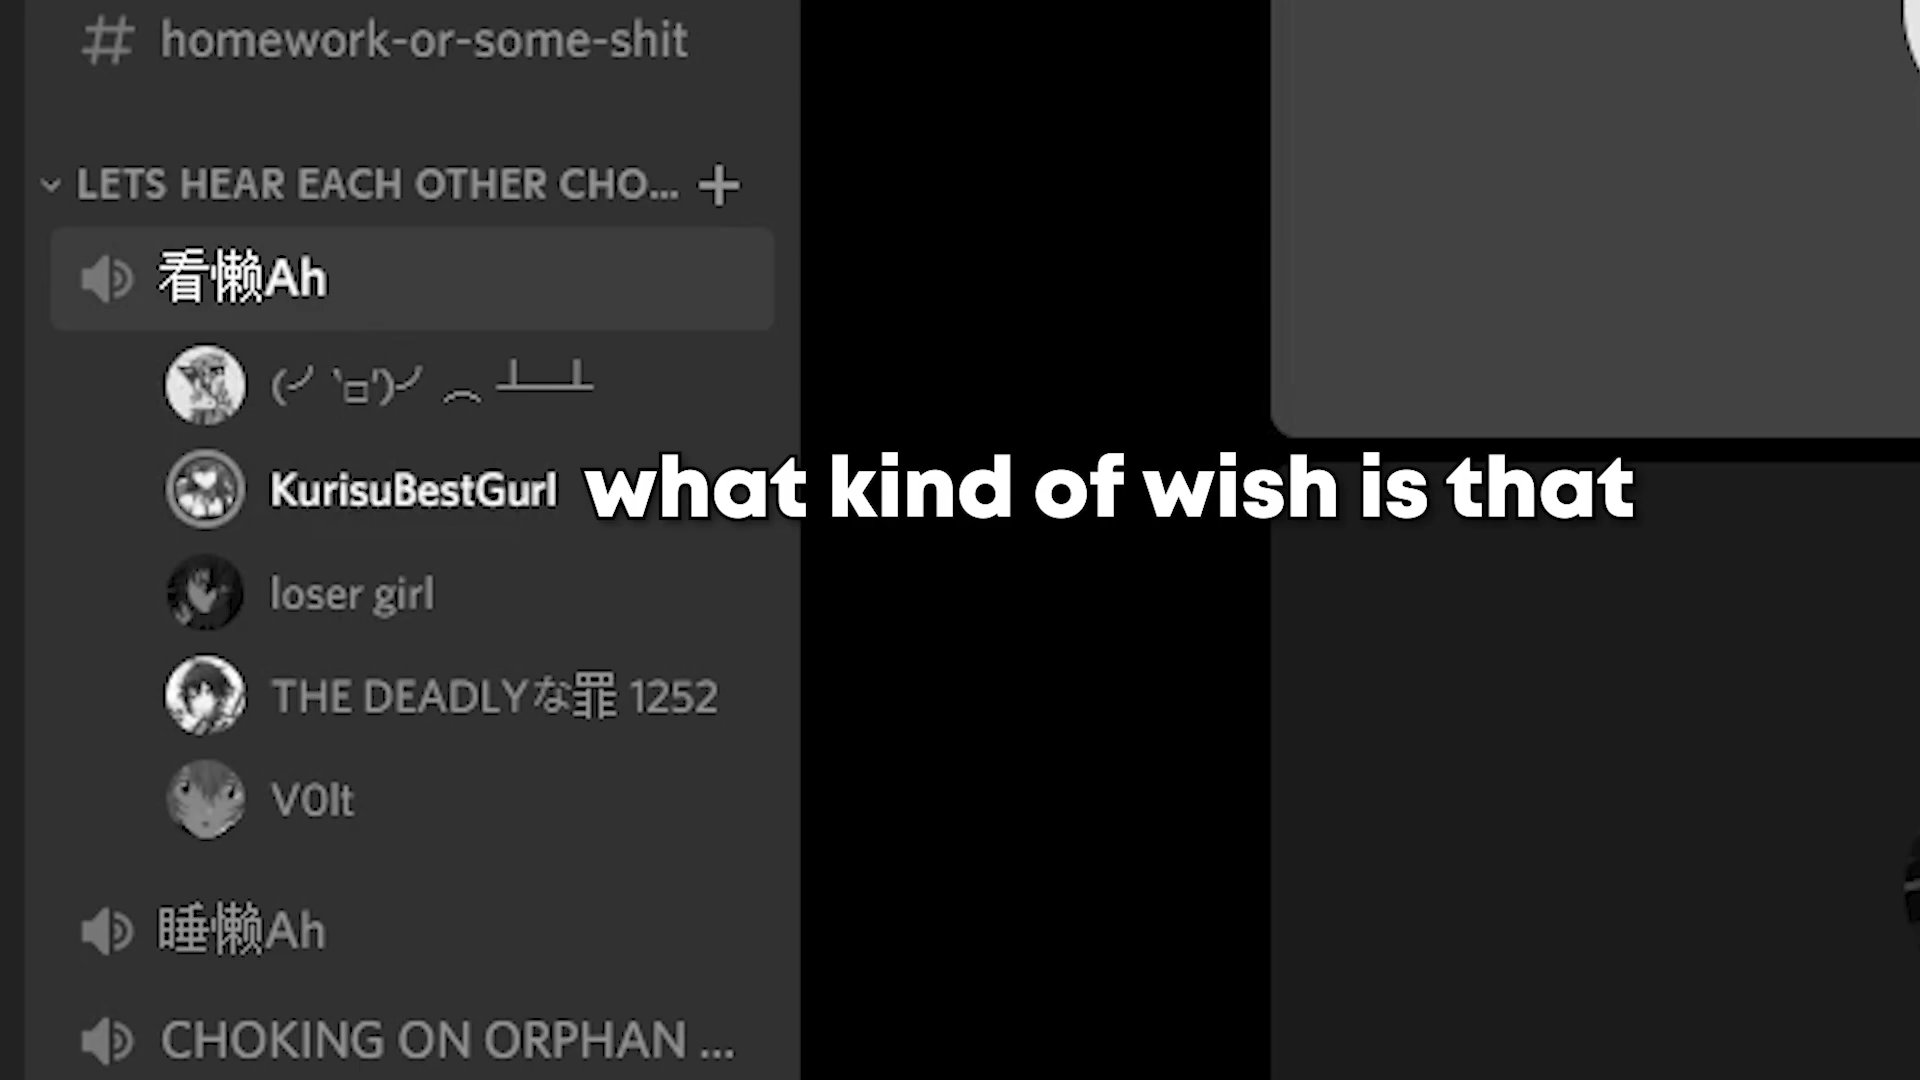 # homework-or-some-shit
LETS HEAR EACH OTHER CHO... +
看懒Ah
(╯‵□′)╯︵┻━┻
KurisuBestGurl what kind of wish is that
loser girl
THE DEADLYな罪 1252
V0lt
睡懒Ah
CHOKING ON ORPHAN ...